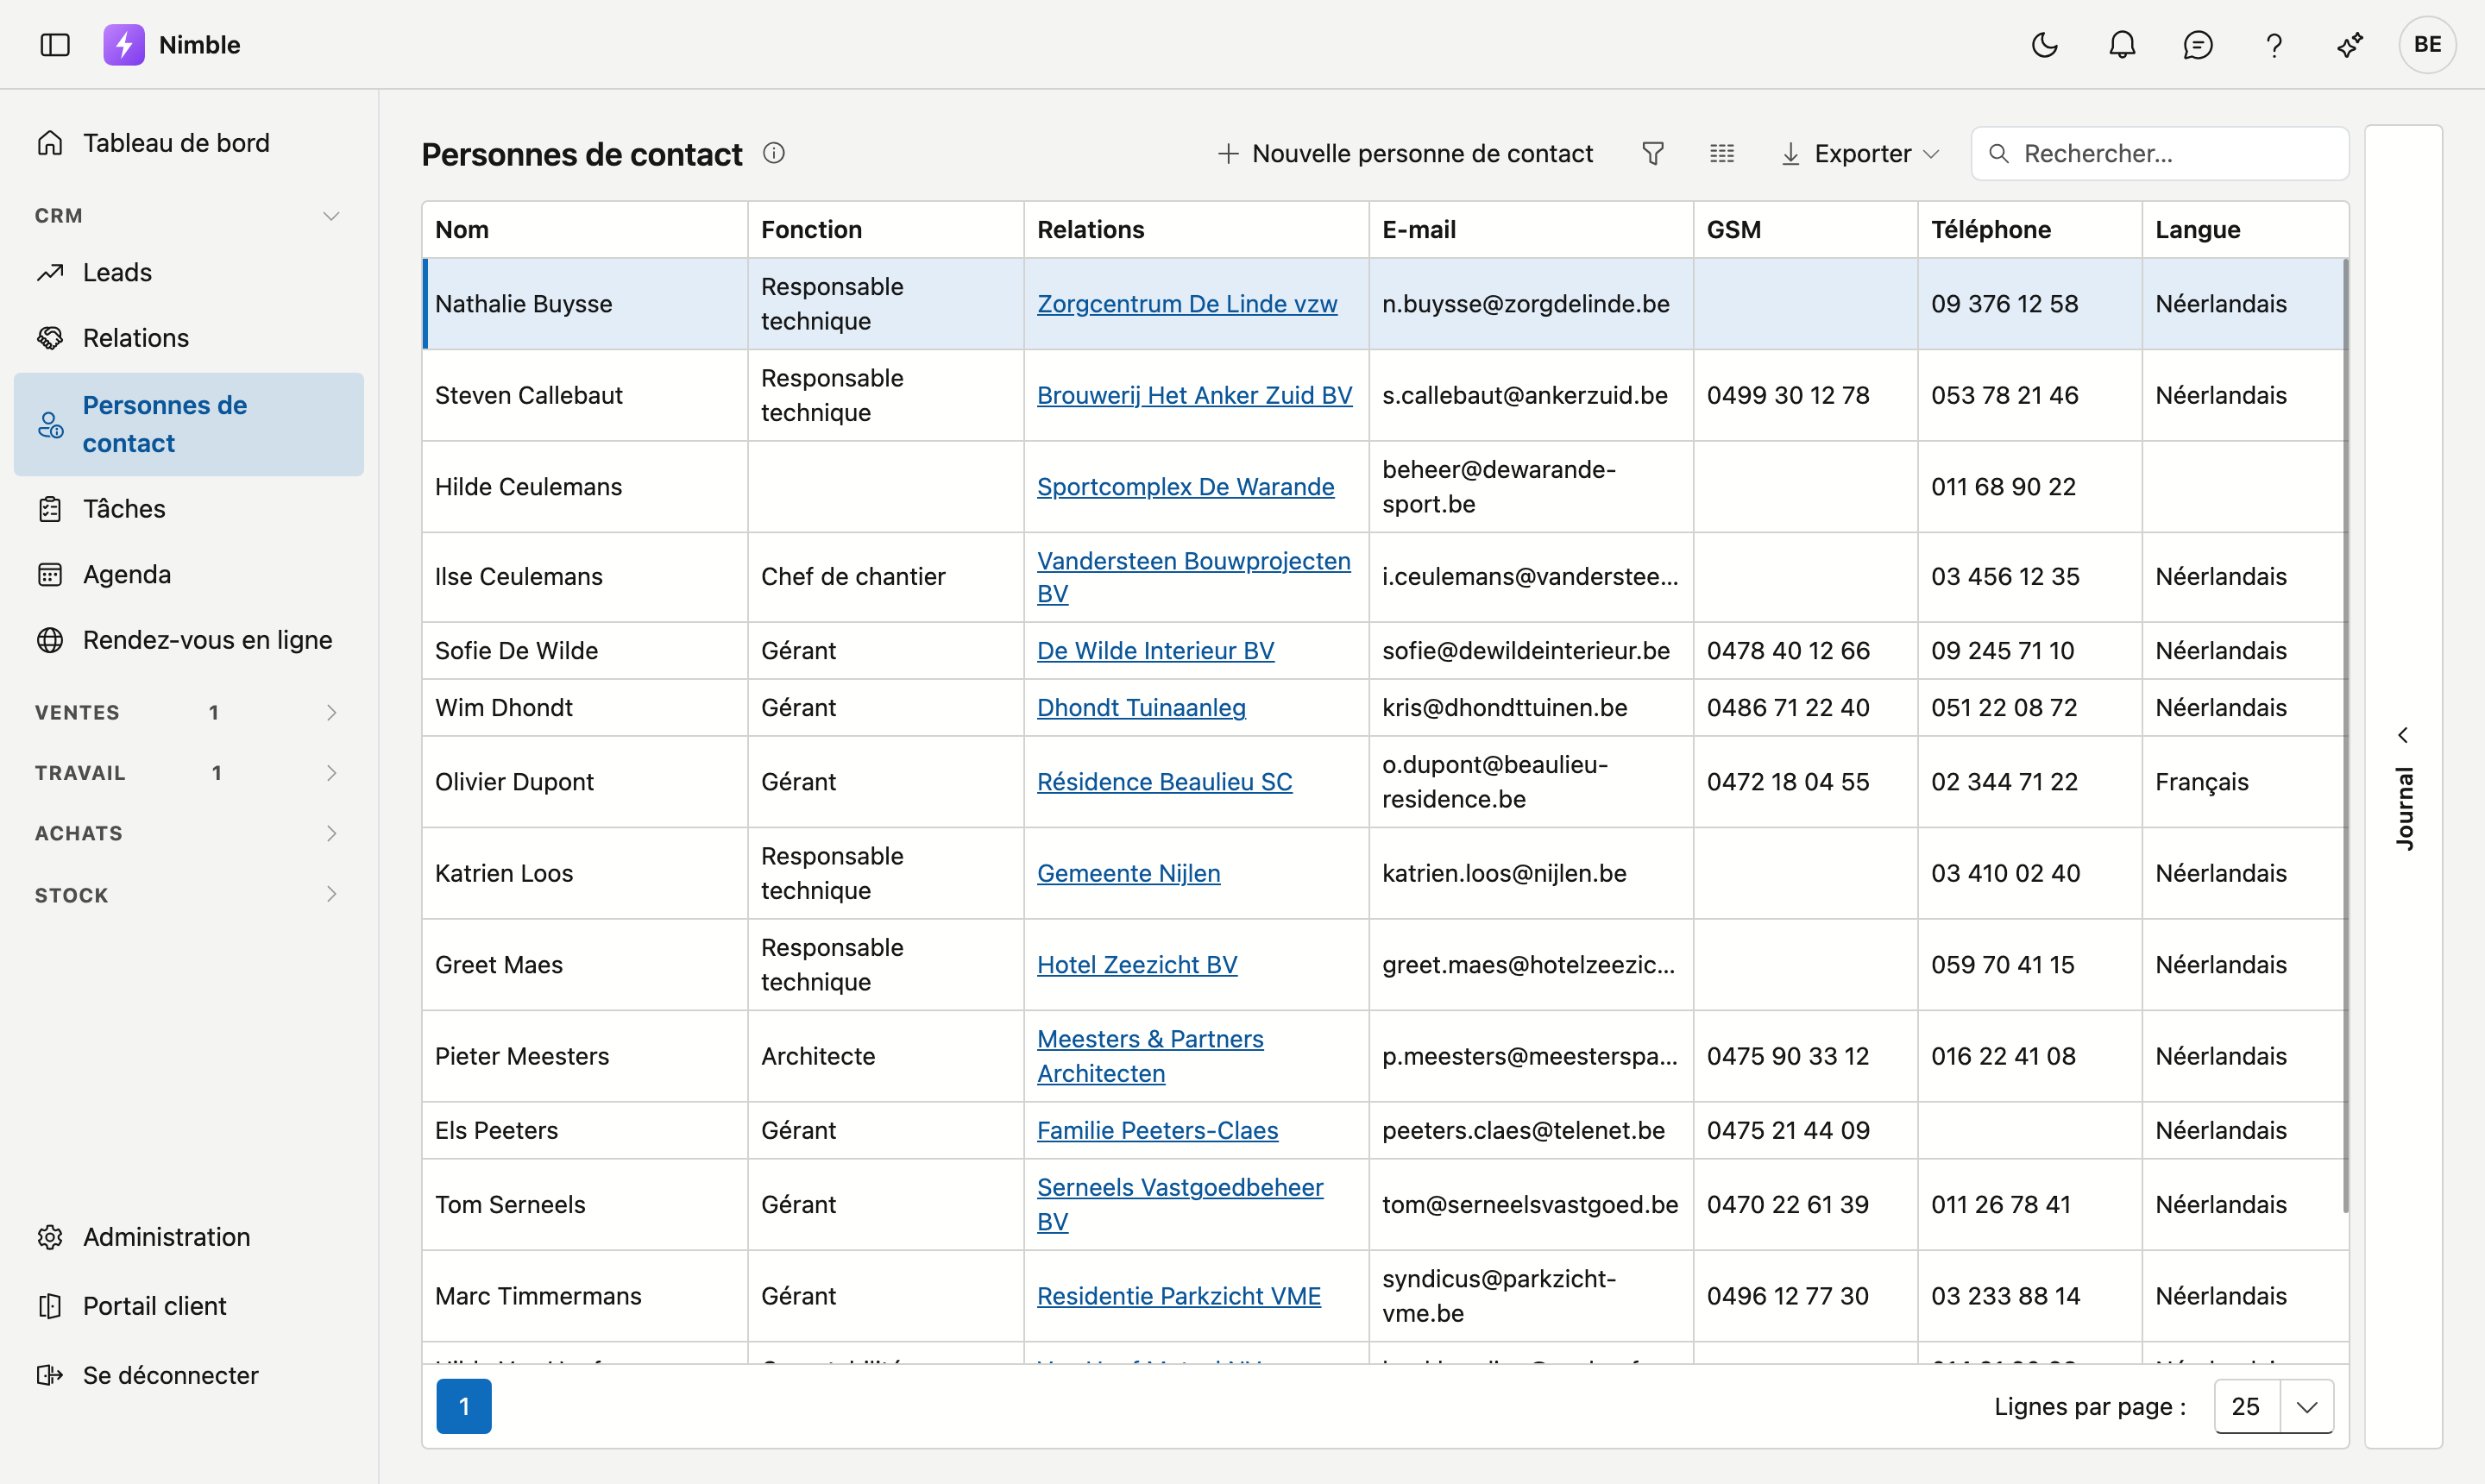 Nimble
BE
Tableau de bord
CRM
Leads
Relations
Personnes de
contact
Tâches
Agenda
Rendez-vous en ligne
VENTES 1
TRAVAIL 1
ACHATS
STOCK
Administration
Portail client
Se déconnecter
Personnes de contact
Nouvelle personne de contact
Exporter
Rechercher...
Nom Fonction Relations E-mail GSM Téléphone Langue
Nathalie Buysse Responsable technique Zorgcentrum De Linde vzw n.buysse@zorgdelinde.be 09 376 12 58 Néerlandais
Steven Callebaut Responsable technique Brouwerij Het Anker Zuid BV s.callebaut@ankerzuid.be 0499 30 12 78 053 78 21 46 Néerlandais
Hilde Ceulemans Sportcomplex De Warande beheer@dewarande-sport.be 011 68 90 22
Ilse Ceulemans Chef de chantier Vandersteen Bouwprojecten BV i.ceulemans@vanderstee... 03 456 12 35 Néerlandais
Sofie De Wilde Gérant De Wilde Interieur BV sofie@dewildeinterieur.be 0478 40 12 66 09 245 71 10 Néerlandais
Wim Dhondt Gérant Dhondt Tuinaanleg kris@dhondttuinen.be 0486 71 22 40 051 22 08 72 Néerlandais
Olivier Dupont Gérant Résidence Beaulieu SC o.dupont@beaulieu-residence.be 0472 18 04 55 02 344 71 22 Français
Katrien Loos Responsable technique Gemeente Nijlen katrien.loos@nijlen.be 03 410 02 40 Néerlandais
Greet Maes Responsable technique Hotel Zeezicht BV greet.maes@hotelzeezic... 059 70 41 15 Néerlandais
Pieter Meesters Architecte Meesters & Partners Architecten p.meesters@meesterspa... 0475 90 33 12 016 22 41 08 Néerlandais
Els Peeters Gérant Familie Peeters-Claes peeters.claes@telenet.be 0475 21 44 09 Néerlandais
Tom Serneels Gérant Serneels Vastgoedbeheer BV tom@serneelsvastgoed.be 0470 22 61 39 011 26 78 41 Néerlandais
Marc Timmermans Gérant Residentie Parkzicht VME syndicus@parkzicht-vme.be 0496 12 77 30 03 233 88 14 Néerlandais
1
Lignes par page : 25
Journal